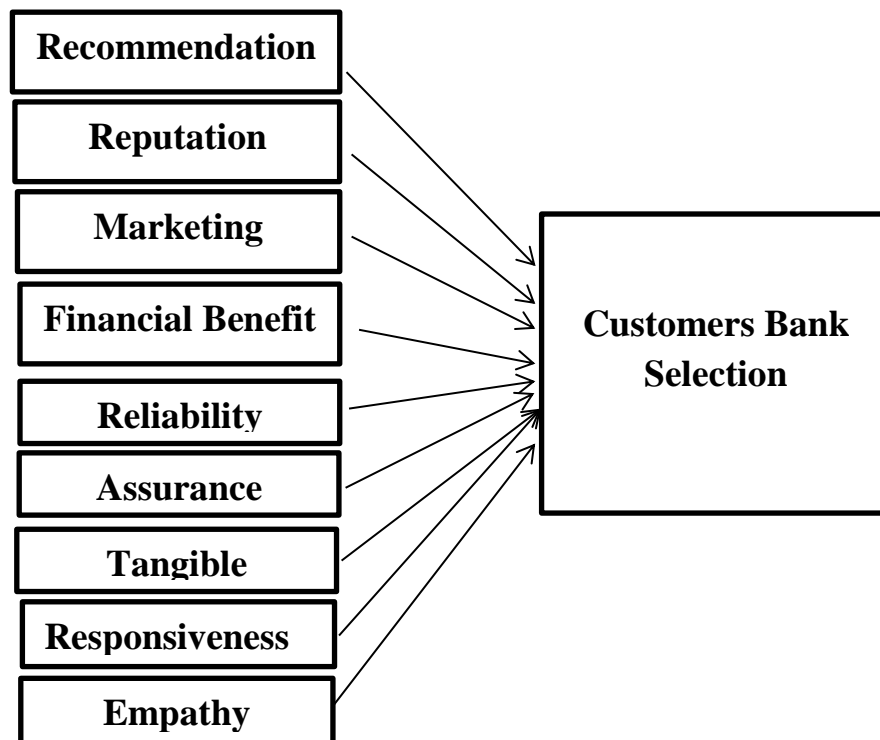 Recommendation
Reputation
Marketing
Financial Benefit
Reliability
Assurance
Tangible
Responsiveness
Empathy
Customers Bank
Selection